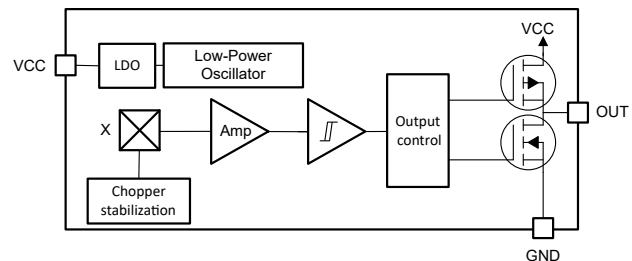 VCC
VCC
LDO
Low-Power
Oscillator
OUT
X
Amp
Output
control
Chopper
stabilization
GND